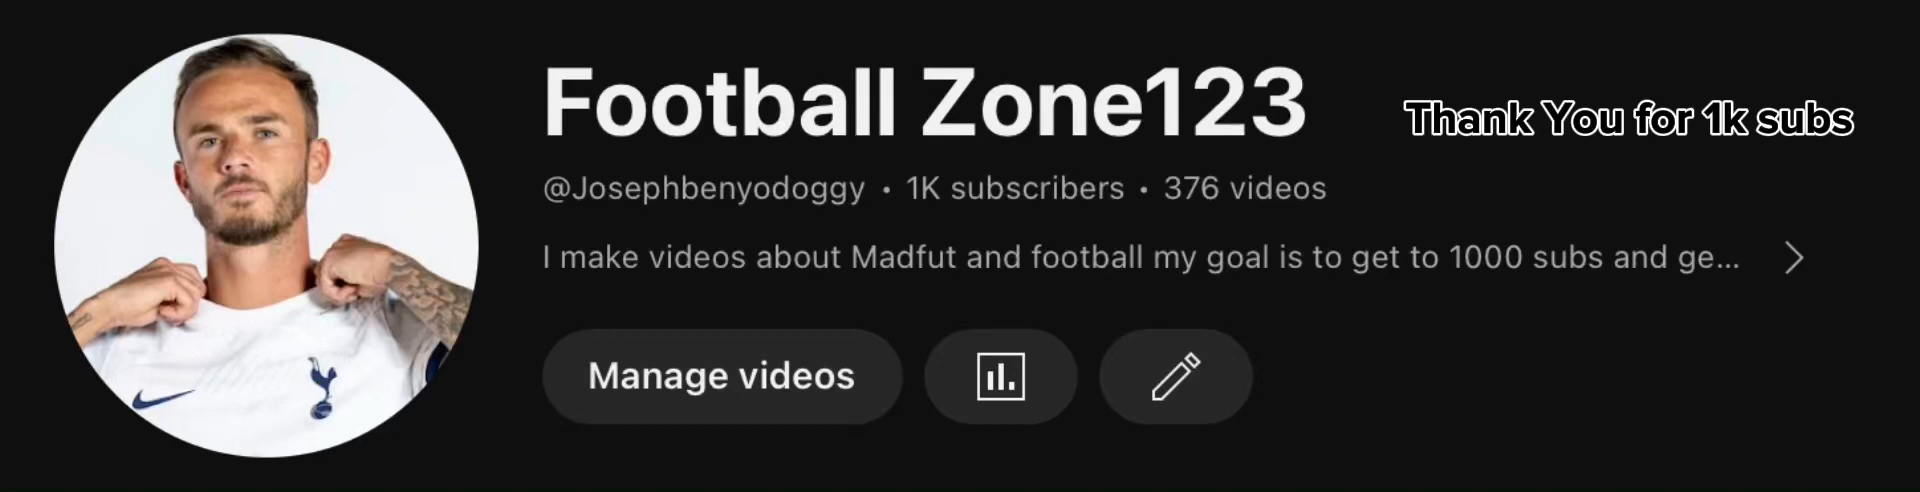 Football Zone123
Thank You for 1k subs
@Josephbenyodoggy • 1K subscribers • 376 videos
I make videos about Madfut and football my goal is to get to 1000 subs and ge...
Manage videos